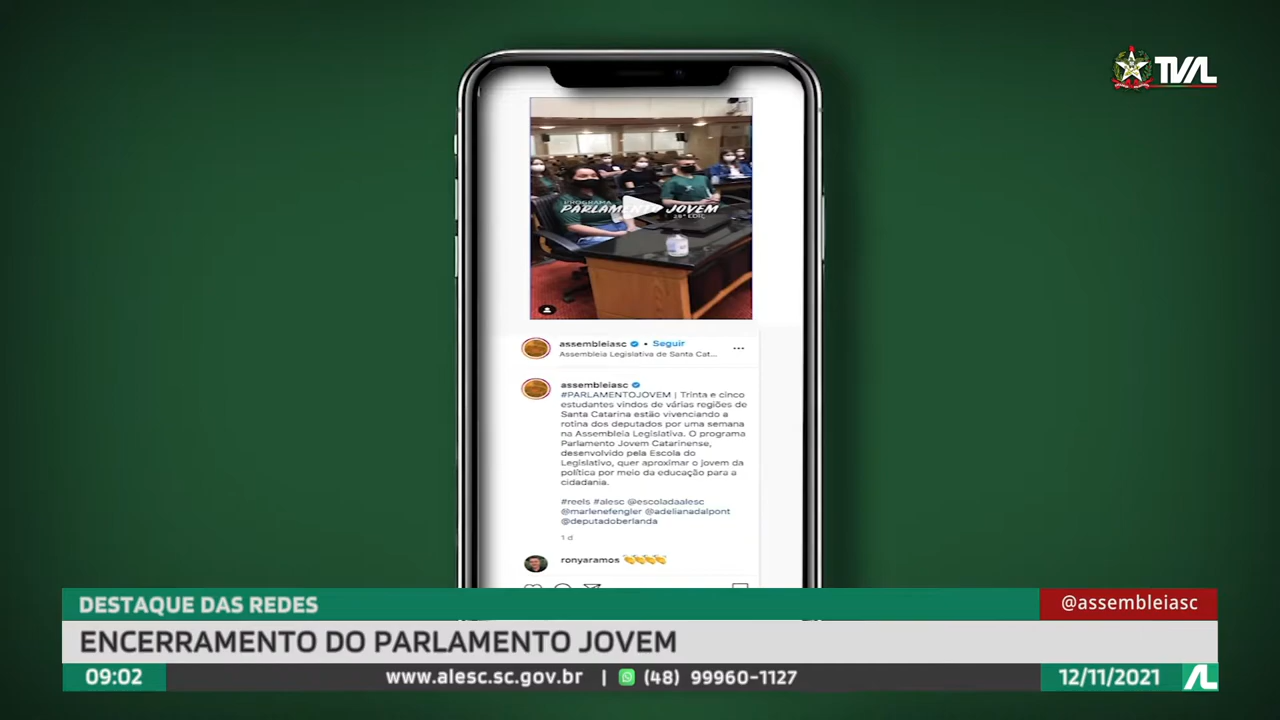 TVAL
PROGRAMA
PARLAMENTO JOVEM
assembleiasc • Seguir
Assembleia Legislativa de Santa Cat...
assembleiasc
#PARLAMENTOJOVEM | Trinta e cinco
estudantes vindos de várias regiões de
Santa Catarina estão vivenciando a
rotina dos deputados por uma semana
na Assembleia Legislativa. O programa
Parlamento Jovem Catarinense,
desenvolvido pela Escola do
Legislativo, quer aproximar o jovem da
política por meio da educação para a
cidadania.
#reels #alesc @escoladaalesc
@marlenefengler @adelianadalpont
@deputadoberlanda
1 d
ronyaramos 👏👏👏👏
DESTAQUE DAS REDES
@assembleiasc
ENCERRAMENTO DO PARLAMENTO JOVEM
09:02
www.alesc.sc.gov.br | (48) 99960-1127
12/11/2021
AL